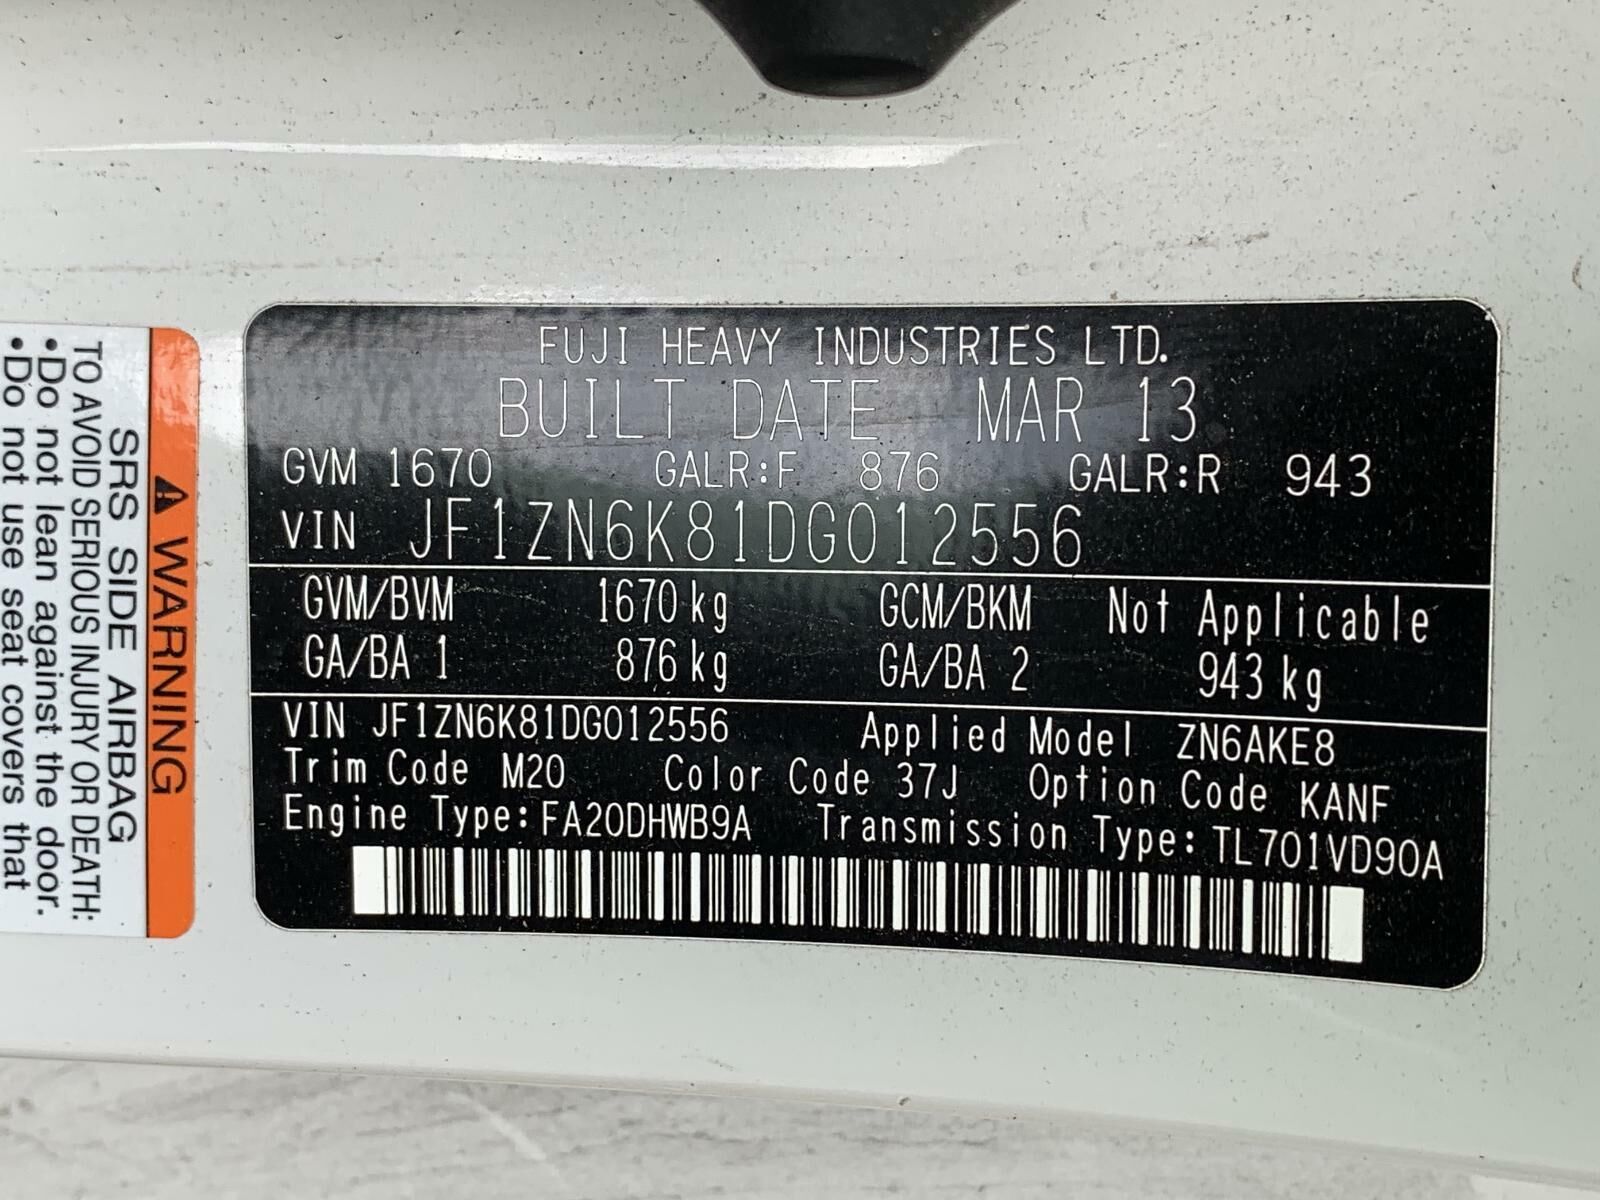 FUJI HEAVY INDUSTRIES LTD.
BUILT DATE MAR 13
GVM 1670 GALR:F 876 GALR:R 943
VIN JF1ZN6K81DG012556
GVM/BVM 1670 kg GCM/BKM Not Applicable
GA/BA 1 876 kg GA/BA 2 943 kg
VIN JF1ZN6K81DG012556 Applied Model ZN6AKE8
Trim Code M20 Color Code 37J Option Code KANF
Engine Type: FA20DHWB9A Transmission Type: TL701VD90A
WARNING
SRS SIDE AIRBAG
TO AVOID SERIOUS INJURY OR DEATH:
•Do not lean against the door.
•Do not use seat covers that